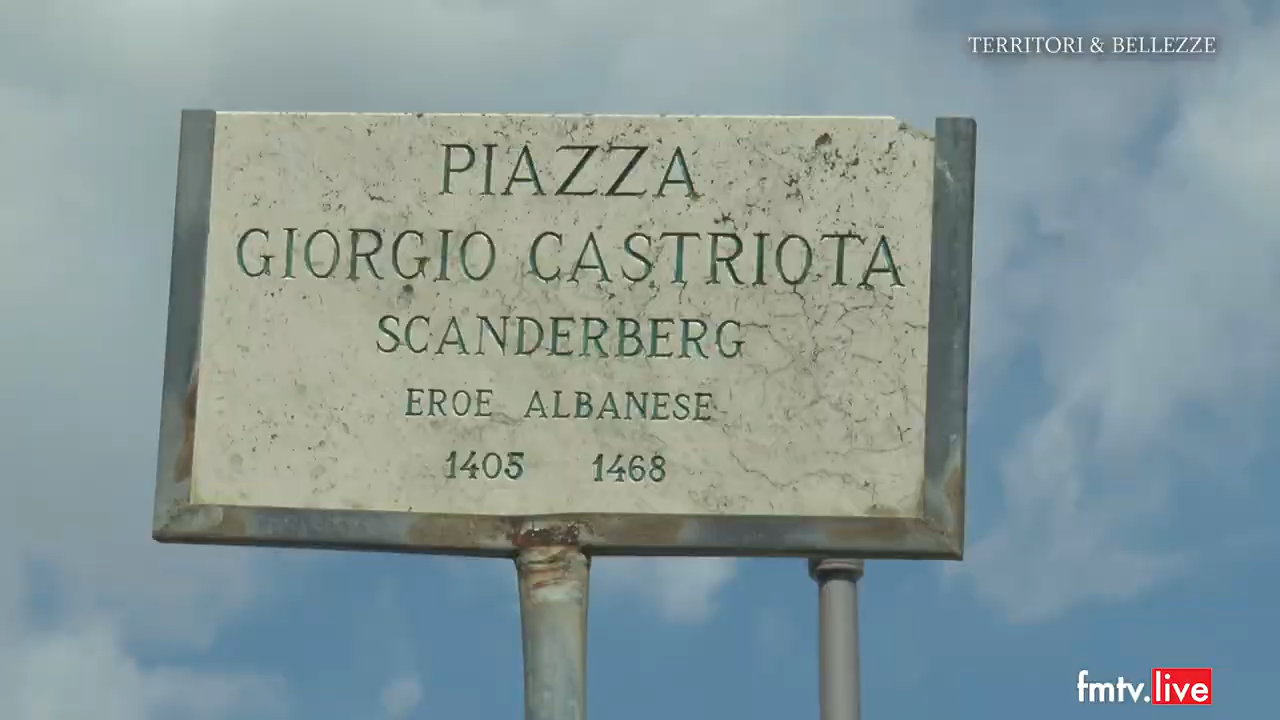 TERRITORI & BELLEZZE
PIAZZA
GIORGIO CASTRIOTA
SCANDERBERG
EROE ALBANESE
1405 1468
fmtv.live